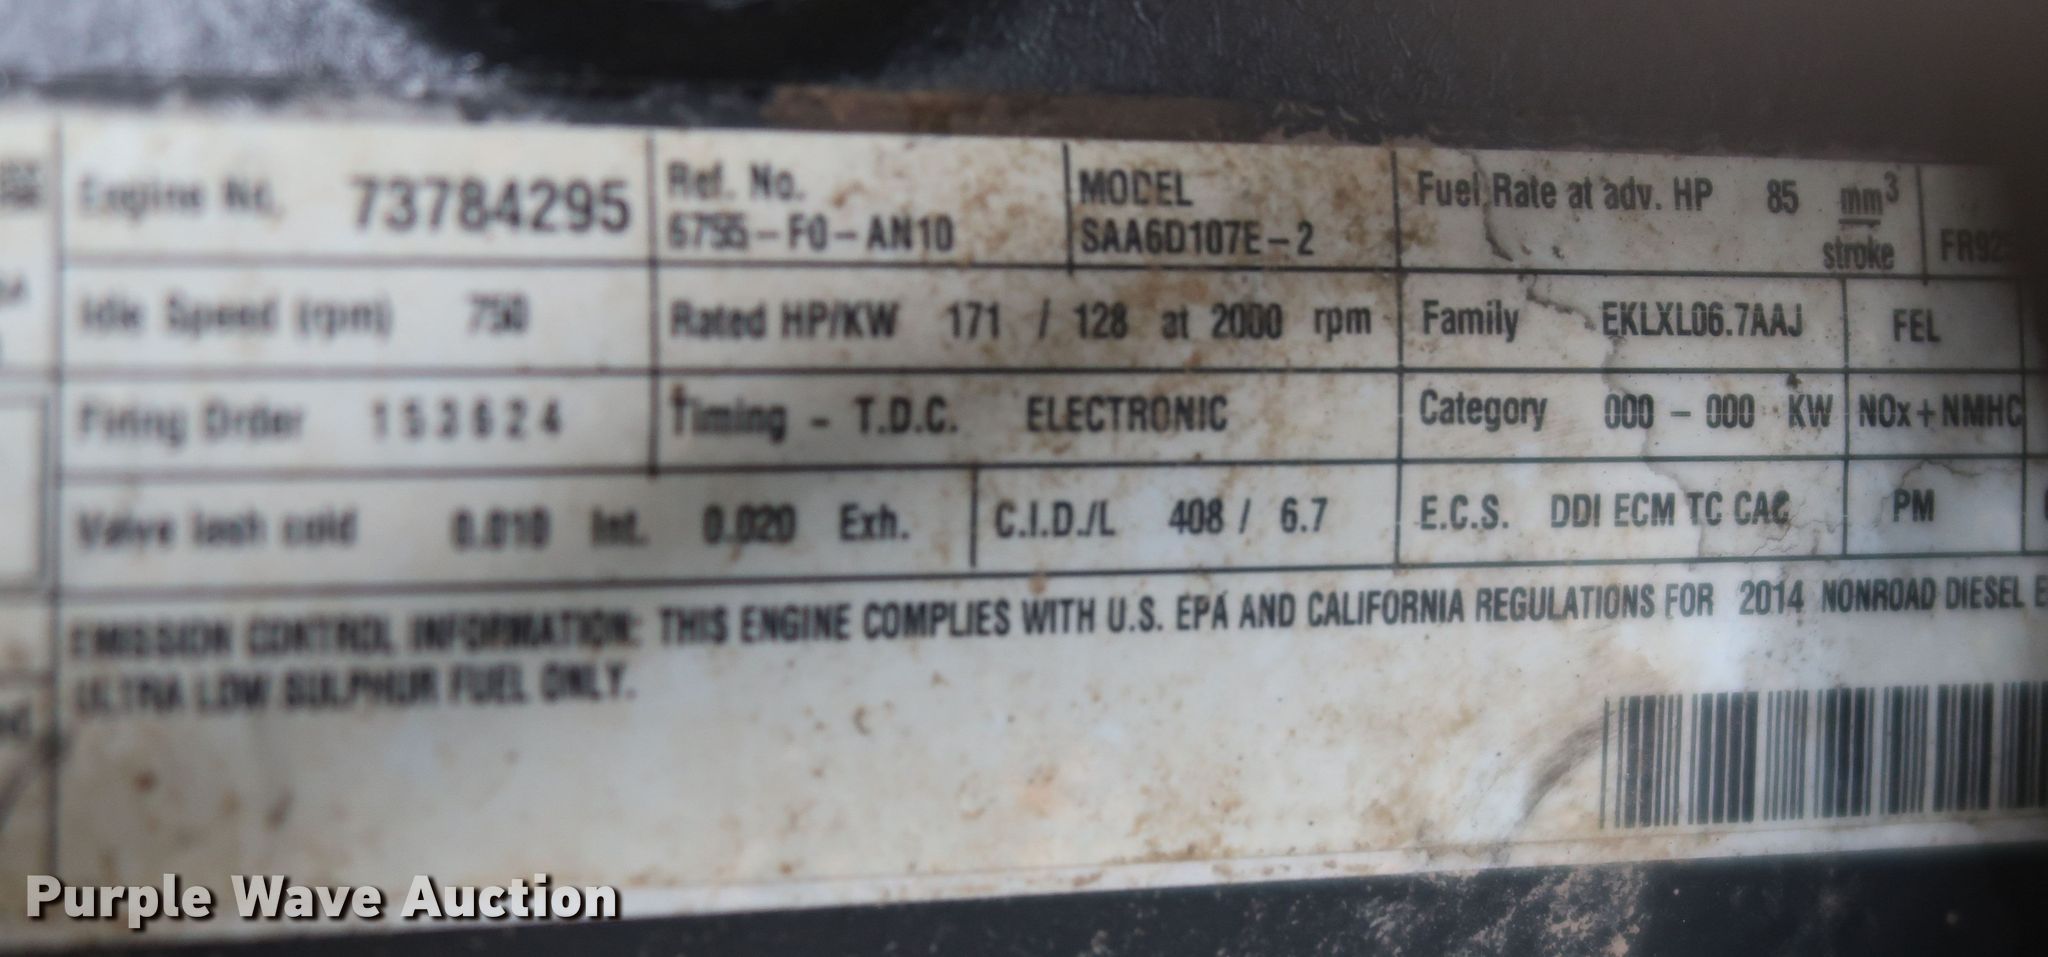 Engine No. 73784295
Ref. No.
6755-F0-AN10
MODEL
SAA6D107E-2
Fuel Rate at adv. HP 85 mm³
stroke
FR92
Idle Speed (rpm) 750
Rated HP/KW 171 / 128 at 2000 rpm
Family EKLXL06.7AAJ
FEL
Firing Order 1 5 3 6 2 4
Timing - T.D.C. ELECTRONIC
Category 000 - 000 KW
NOx + NMHC
Valve lash cold 0.010 Int. 0.020 Exh.
C.I.D./L 408 / 6.7
E.C.S. DDI ECM TC CAC
PM
EMISSION CONTROL INFORMATION: THIS ENGINE COMPLIES WITH U.S. EPA AND CALIFORNIA REGULATIONS FOR 2014 NONROAD DIESEL E
ULTRA LOW SULPHUR FUEL ONLY.
Purple Wave Auction